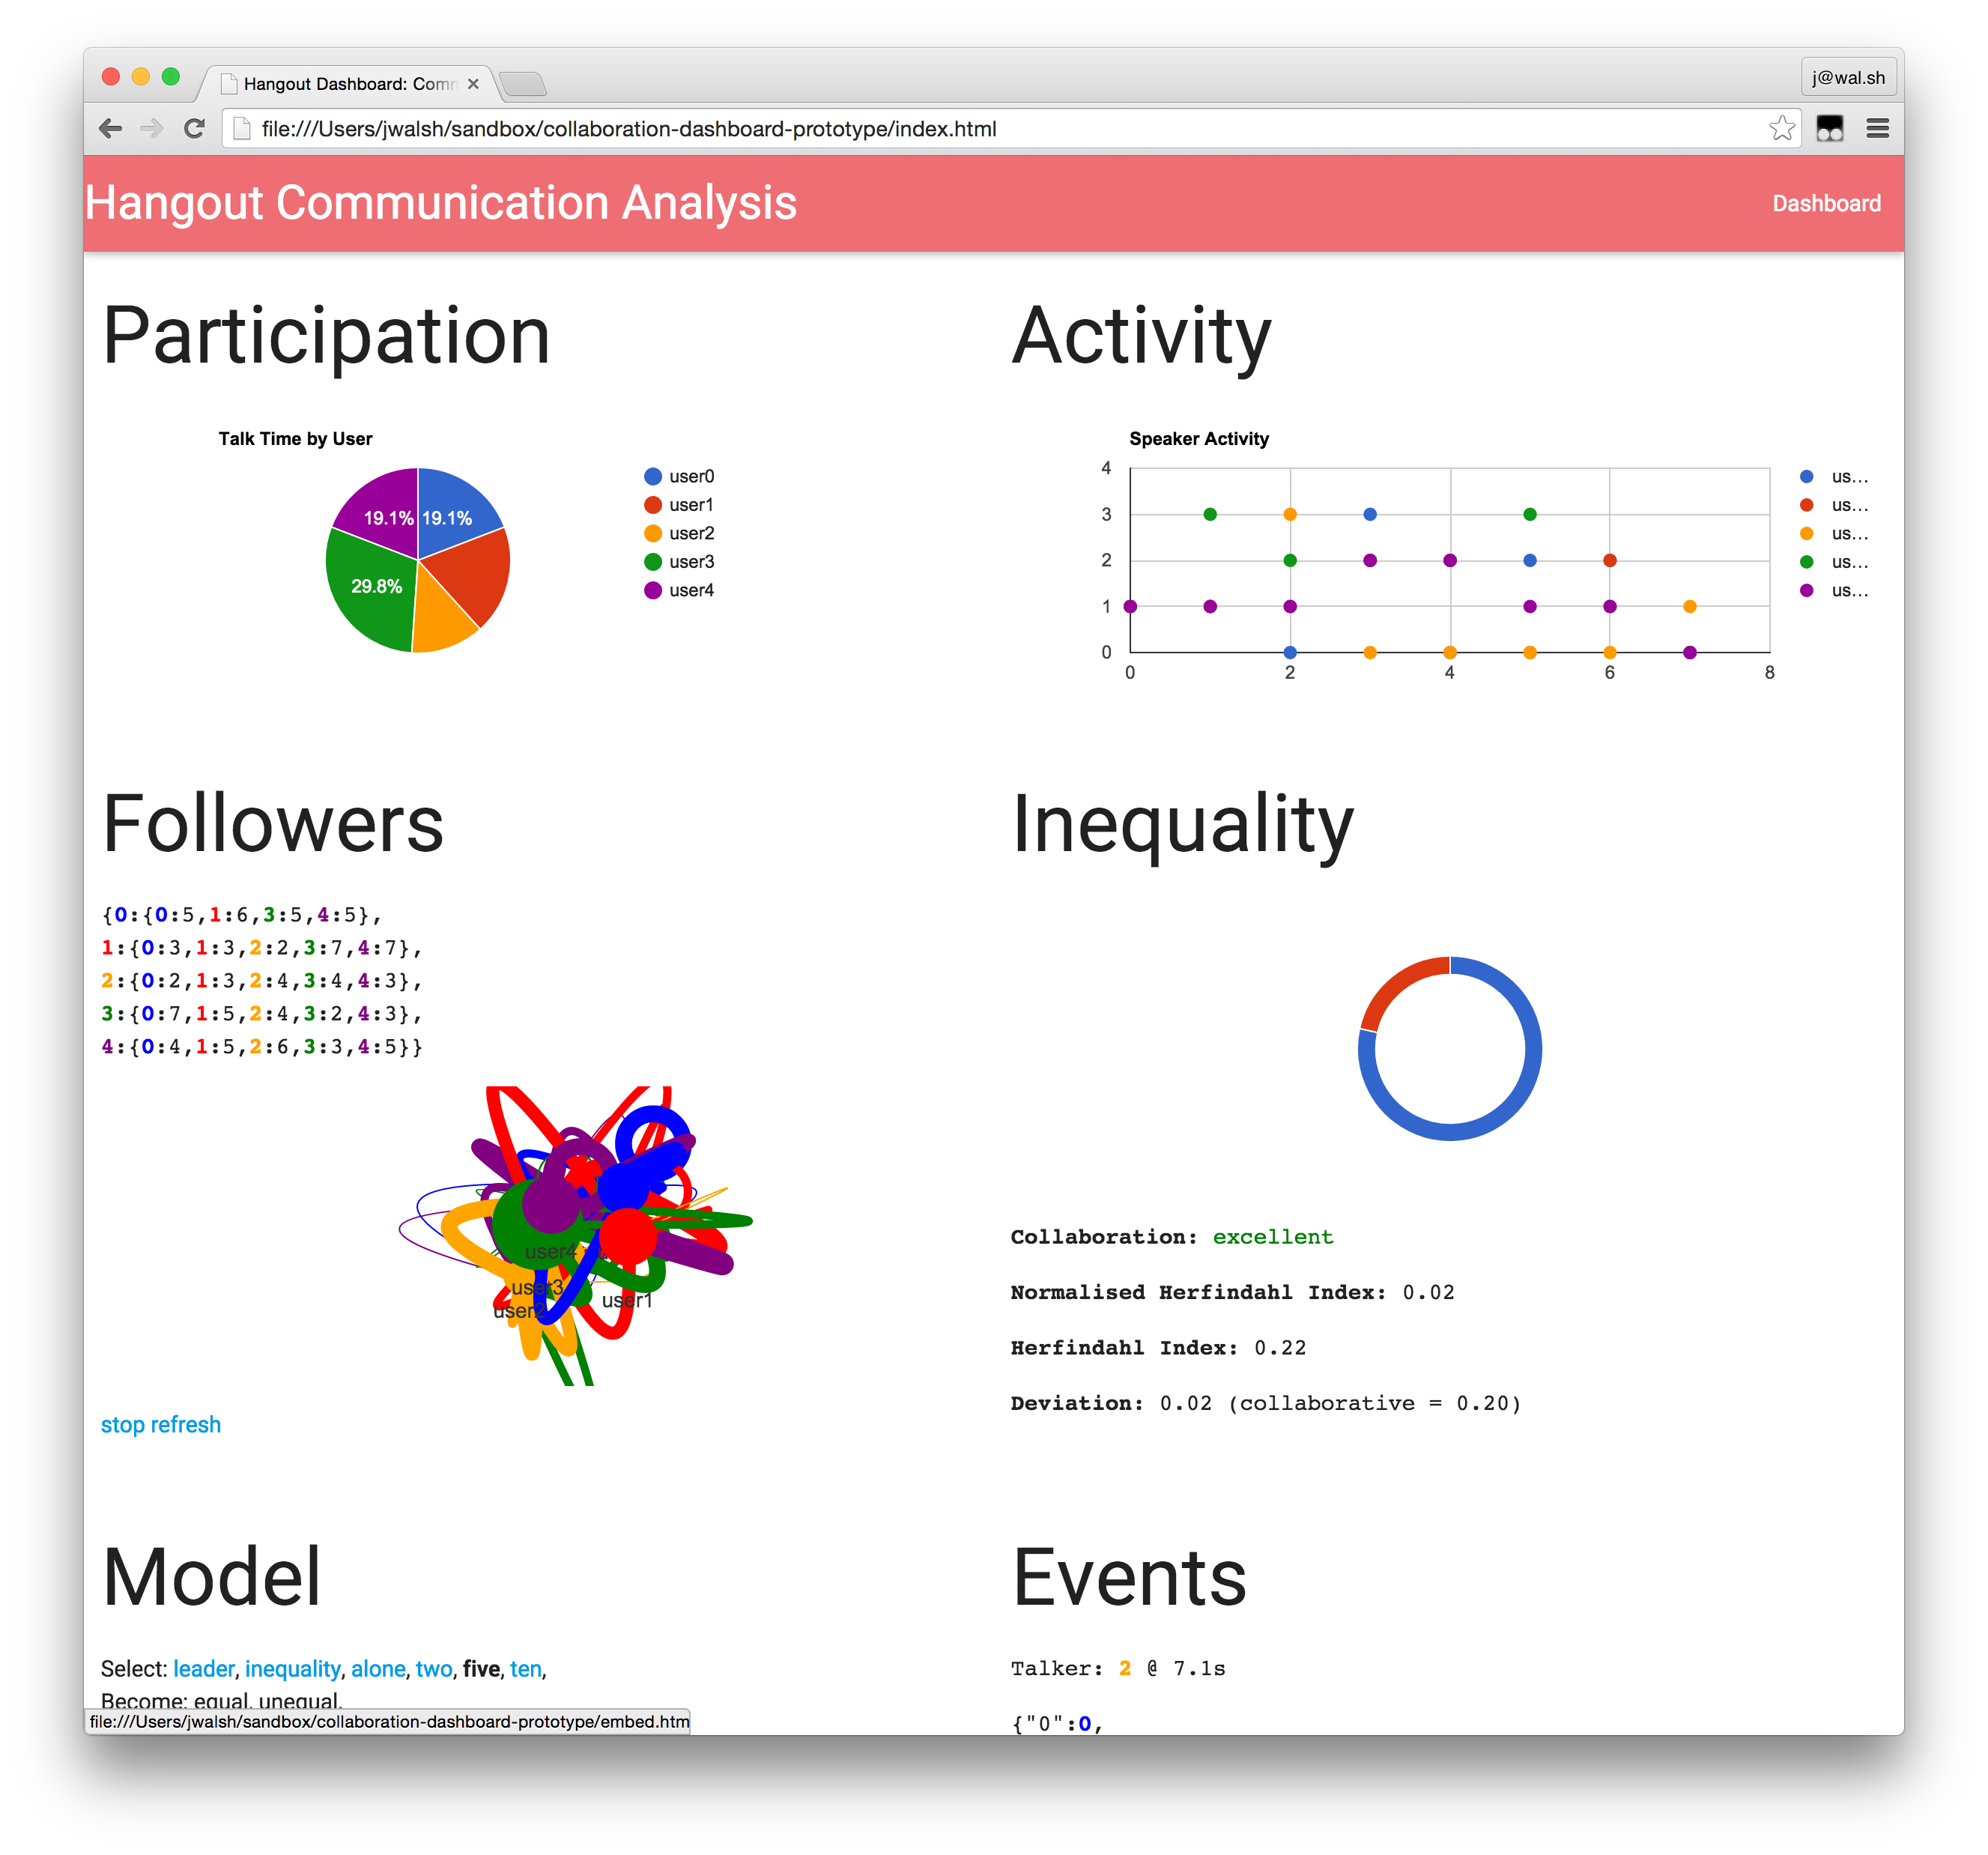 Hangout Dashboard: Comm
j@wal.sh
file:///Users/jwalsh/sandbox/collaboration-dashboard-prototype/index.html
Hangout Communication Analysis
Dashboard
Participation
Talk Time by User
19.1%
19.1%
29.8%
user0
user1
user2
user3
user4
Activity
Speaker Activity
4
3
2
1
0
0
2
4
6
8
us...
us...
us...
us...
us...
Followers
{0:{0:5,1:6,3:5,4:5},
1:{0:3,1:3,2:2,3:7,4:7},
2:{0:2,1:3,2:4,3:4,4:3},
3:{0:7,1:5,2:4,3:2,4:3},
4:{0:4,1:5,2:6,3:3,4:5}}
user4
user3
user2
user1
stop refresh
Inequality
Collaboration: excellent
Normalised Herfindahl Index: 0.02
Herfindahl Index: 0.22
Deviation: 0.02 (collaborative = 0.20)
Model
Select: leader, inequality, alone, two, five, ten,
Become: equal, unequal,
file:///Users/jwalsh/sandbox/collaboration-dashboard-prototype/embed.htm
Events
Talker: 2 @ 7.1s
{"0":0,